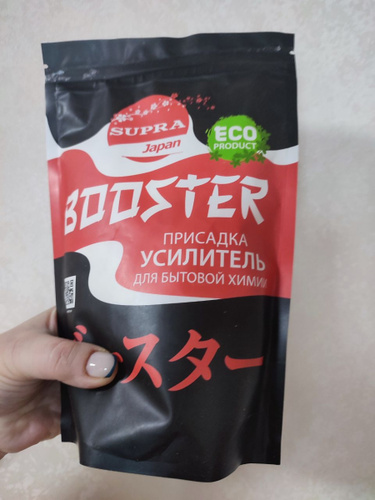 SUPRA
Japan
ECO
PRODUCT
BOOSTER
ПРИСАДКА
УСИЛИТЕЛЬ
ДЛЯ БЫТОВОЙ ХИМИИ
スター